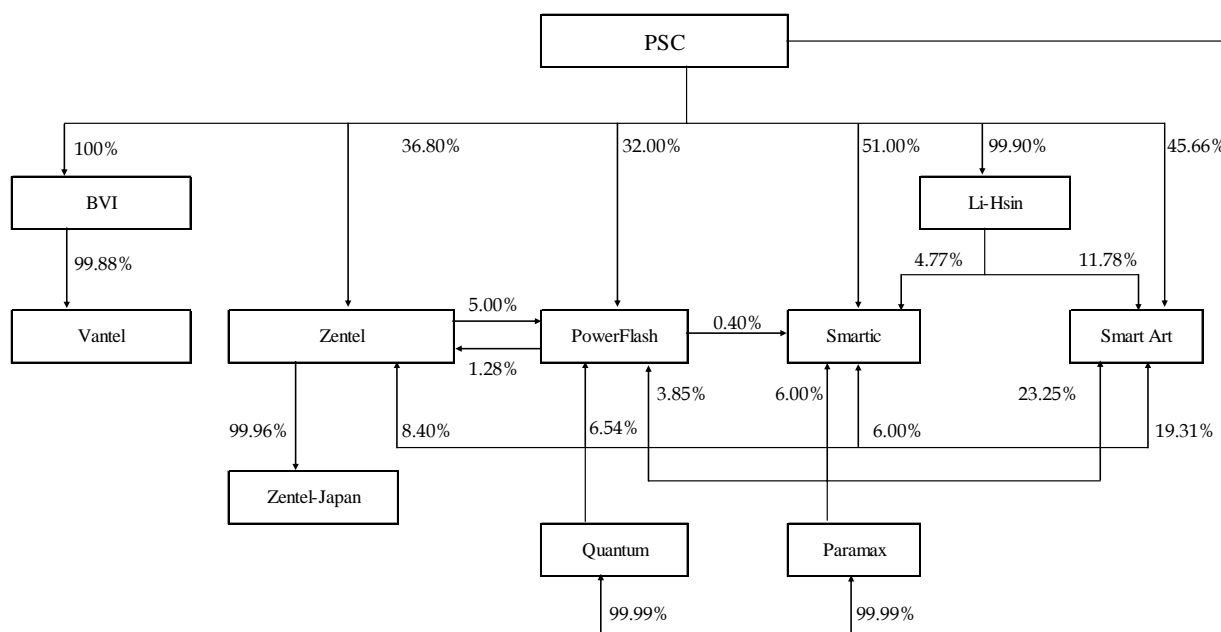 PSC
100%
36.80%
32.00%
51.00%
99.90%
45.66%
BVI
Li-Hsin
99.88%
4.77%
11.78%
5.00%
0.40%
Vantel
Zentel
PowerFlash
Smartic
Smart Art
1.28%
3.85%
6.00%
23.25%
99.96%
8.40%
6.54%
6.00%
19.31%
Zentel-Japan
Quantum
Paramax
99.99%
99.99%